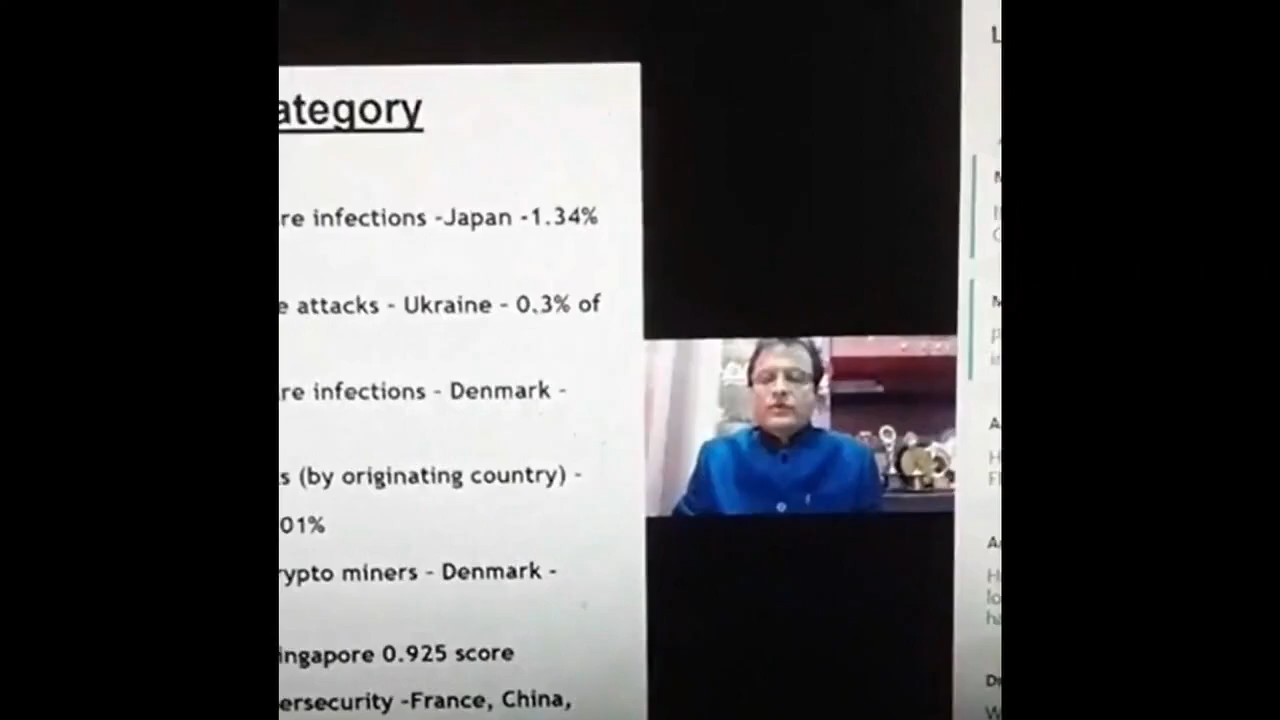 ategory
re infections -Japan -1.34%
e attacks - Ukraine - 0.3% of
re infections - Denmark -
s (by originating country) -
01%
rypto miners - Denmark -
ingapore 0.925 score
ersecurity -France, China,